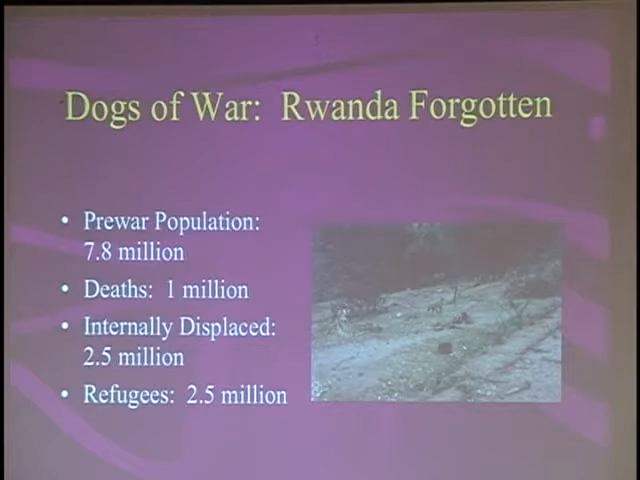 Dogs of War: Rwanda Forgotten
• Prewar Population:
7.8 million
• Deaths: 1 million
• Internally Displaced:
2.5 million
• Refugees: 2.5 million